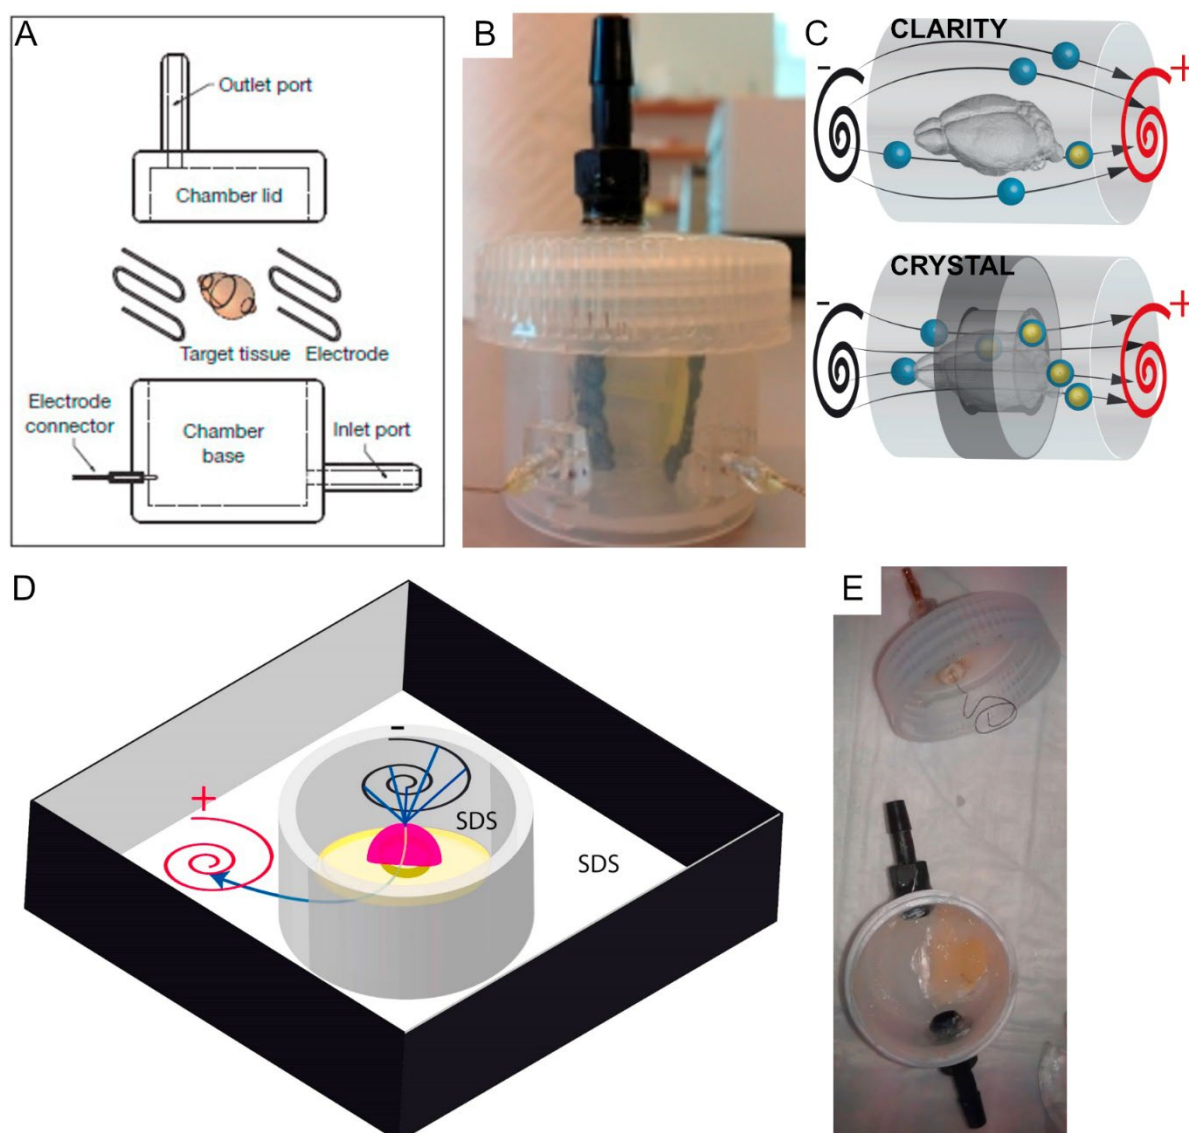 A
Outlet port
Chamber lid
Target tissue Electrode
Electrode
connector
Chamber
base
Inlet port
B
C
CLARITY
-
+
CRYSTAL
-
+
D
-
+
SDS
SDS
E